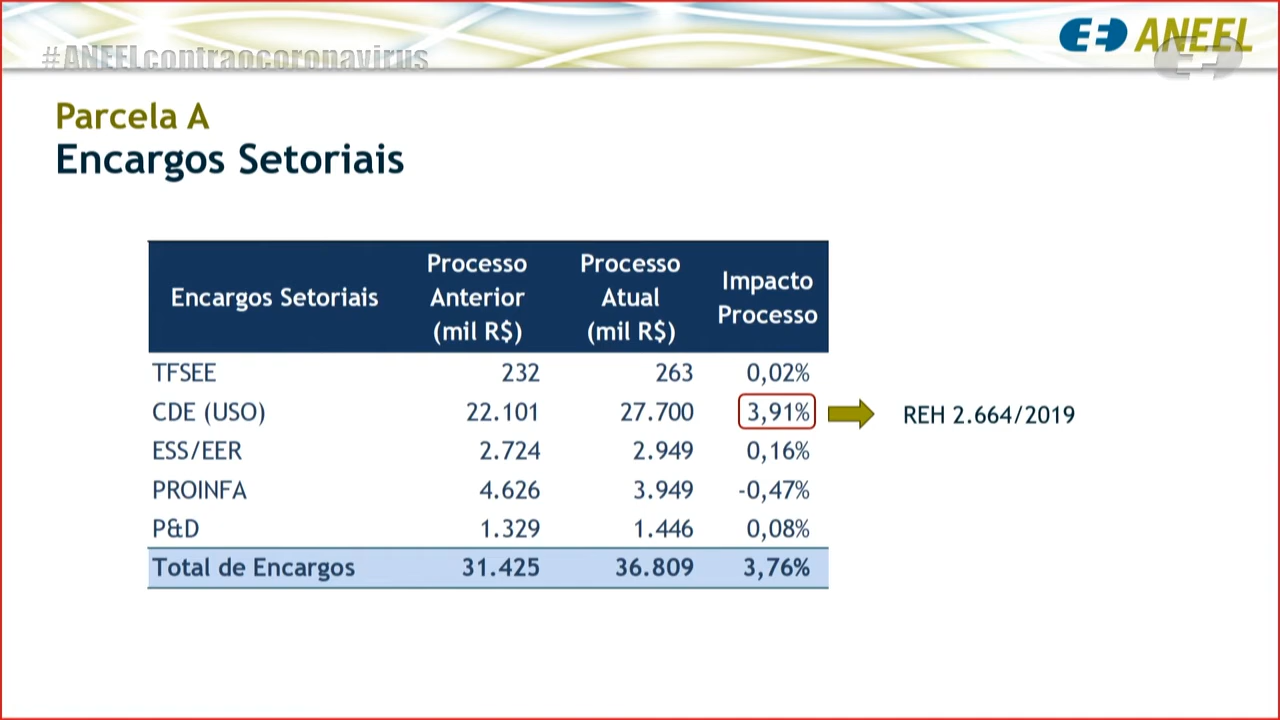 #ANEELcontraocoronavirus
ANEEL
Parcela A
Encargos Setoriais
Encargos Setoriais Processo Anterior (mil R$) Processo Atual (mil R$) Impacto Processo
TFSEE 232 263 0,02%
CDE (USO) 22.101 27.700 3,91% REH 2.664/2019
ESS/EER 2.724 2.949 0,16%
PROINFA 4.626 3.949 -0,47%
P&D 1.329 1.446 0,08%
Total de Encargos 31.425 36.809 3,76%